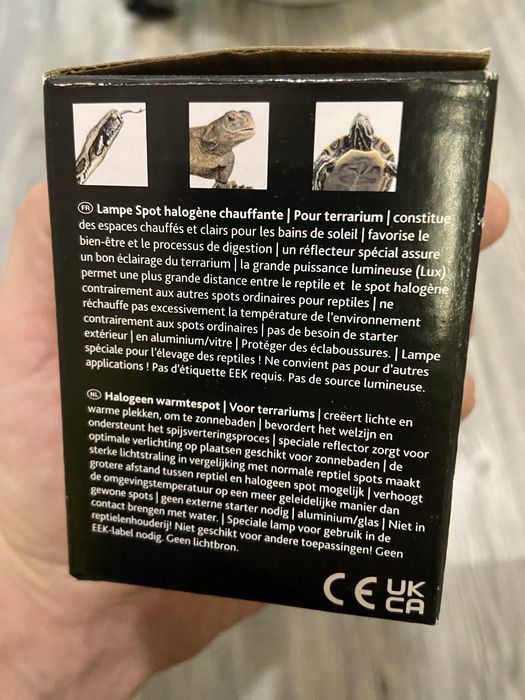 FR Lampe Spot halogène chauffante | Pour terrarium | constitue
des espaces chauffés et clairs pour les bains de soleil | favorise le
bien-être et le processus de digestion | un réflecteur spécial assure
un bon éclairage du terrarium | la grande puissance lumineuse (Lux)
permet une plus grande distance entre le reptile et le spot halogène
contrairement aux autres spots ordinaires pour reptiles | ne
réchauffe pas excessivement la température de l'environnement
contrairement aux spots ordinaires | pas de besoin de starter
extérieur | en aluminium/vitre | Protéger des éclaboussures. | Lampe
spéciale pour l'élevage des reptiles ! Ne convient pas pour d'autres
applications ! Pas d'étiquette EEK requis. Pas de source lumineuse.
NL Halogeen warmtespot | Voor terrariums | creëert lichte en
warme plekken, om te zonnebaden | bevordert het welzijn en
ondersteunt het spijsverteringsproces | speciale reflector zorgt voor
optimale verlichting op plaatsen geschikt voor zonnebaden | de
sterke lichtstraling in vergelijking met normale reptiel spots maakt
grotere afstand tussen reptiel en halogeen spot mogelijk | verhoogt
de omgevingstemperatuur op een meer geleidelijke manier dan
gewone spots | geen externe starter nodig | aluminium/glas | Niet in
contact brengen met water. | Speciale lamp voor gebruik in de
reptielenhouderij! Niet geschikt voor andere toepassingen! Geen
EEK-label nodig. Geen lichtbron.
CE UK
CA